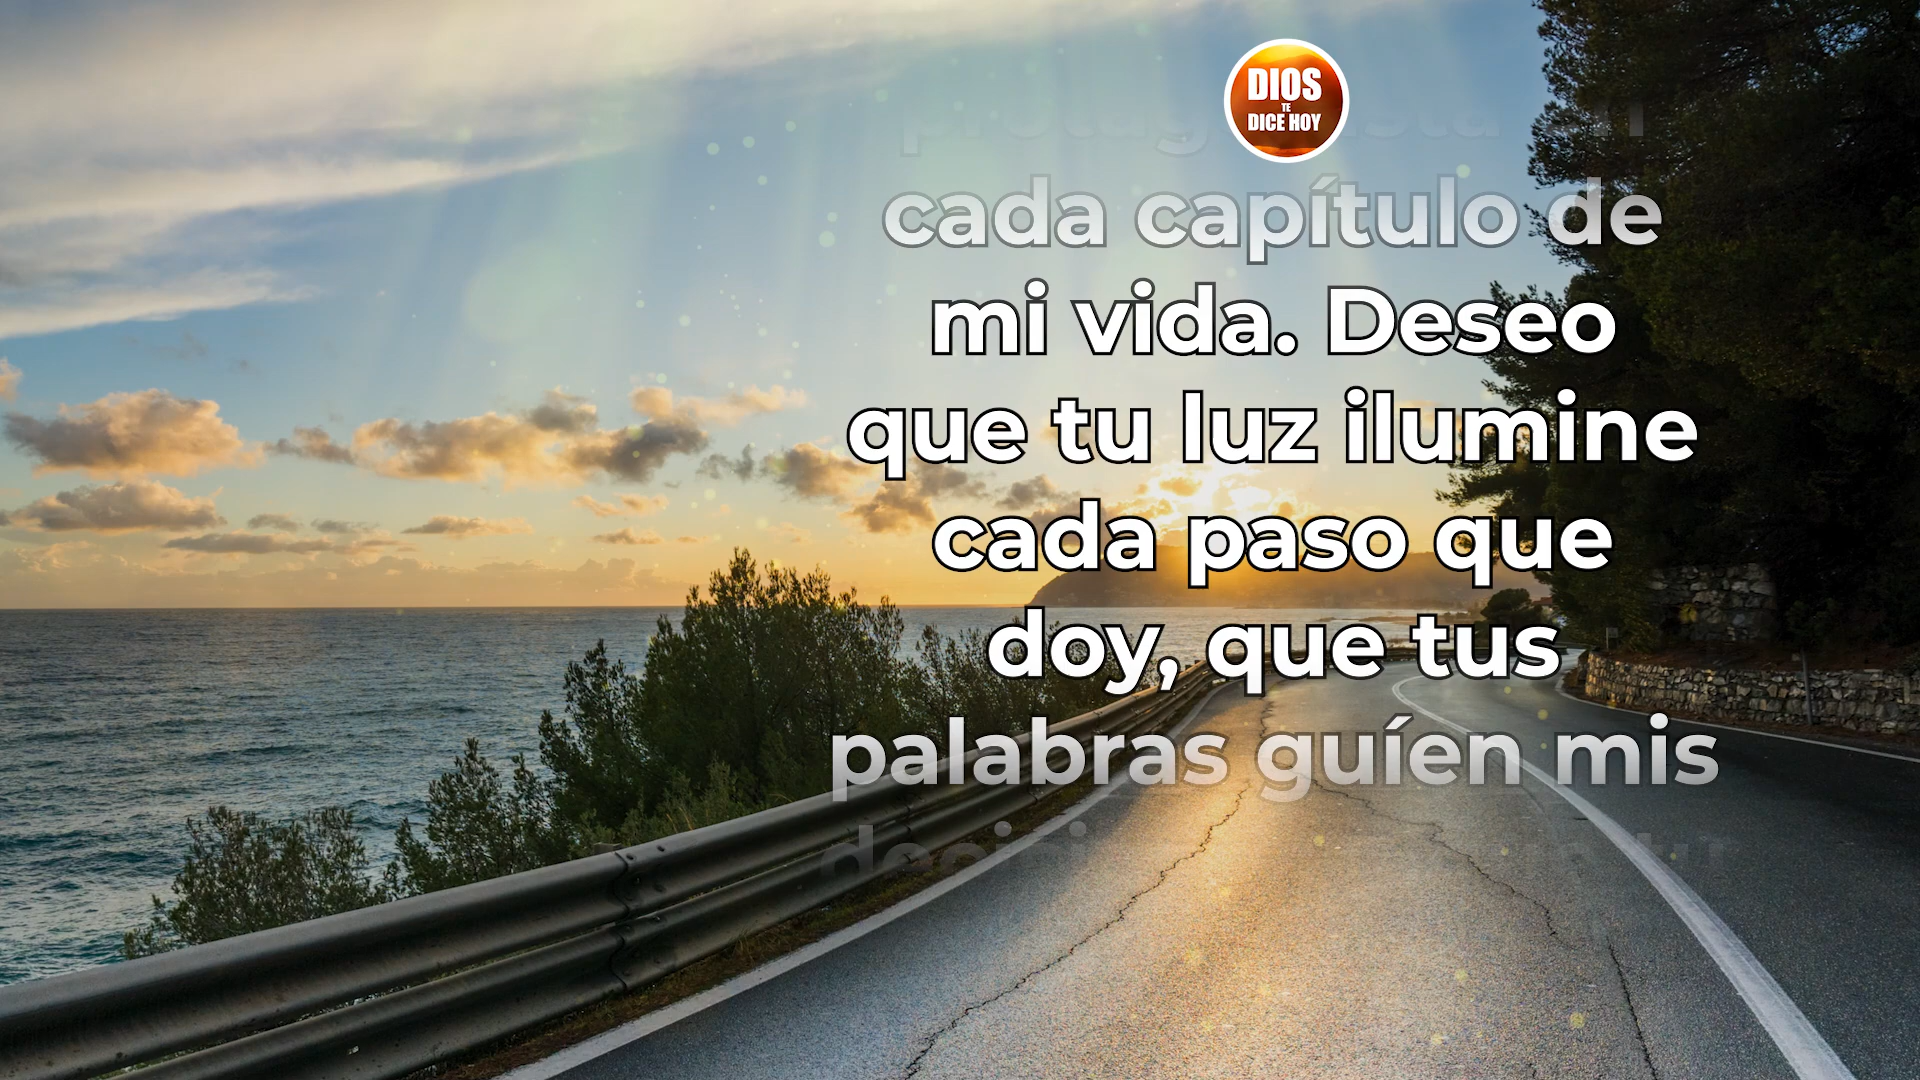 DIOS
TE
DICE HOY
cada capítulo de
mi vida. Deseo
que tu luz ilumine
cada paso que
doy, que tus
palabras guíen mis